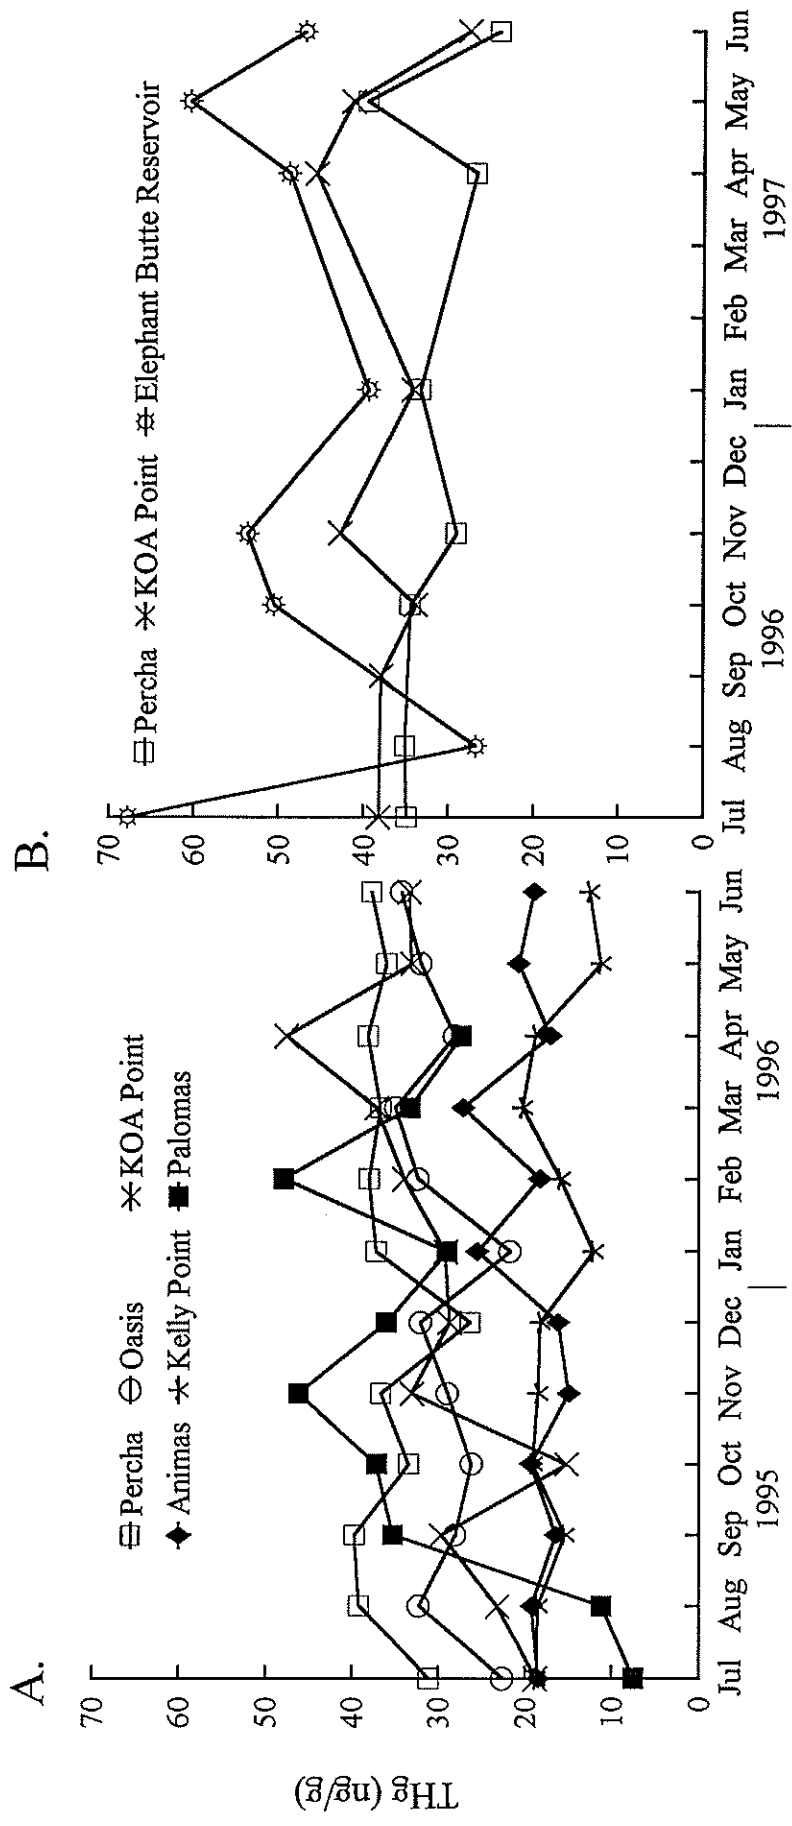 A.
Percha Oasis KOA Point
Animas Kelly Point Palomas
THg (ng/g)
70
60
50
40
30
20
10
0
Jul Aug Sep Oct Nov Dec Jan Feb Mar Apr May Jun
1995 | 1996
B.
Percha KOA Point Elephant Butte Reservoir
70
60
50
40
30
20
10
0
Jul Aug Sep Oct Nov Dec Jan Feb Mar Apr May Jun
1996 | 1997